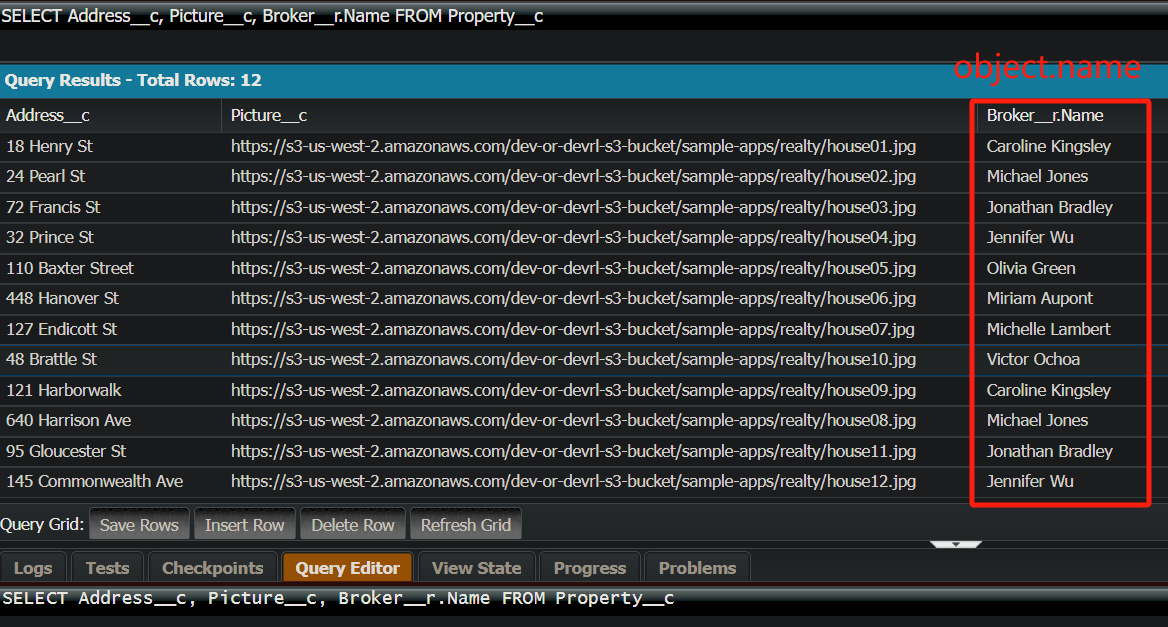 SELECT Address__c, Picture__c, Broker__r.Name FROM Property__c
object.name
Query Results - Total Rows: 12
Address__c Picture__c Broker__r.Name
18 Henry St https://s3-us-west-2.amazonaws.com/dev-or-devrl-s3-bucket/sample-apps/realty/house01.jpg Caroline Kingsley
24 Pearl St https://s3-us-west-2.amazonaws.com/dev-or-devrl-s3-bucket/sample-apps/realty/house02.jpg Michael Jones
72 Francis St https://s3-us-west-2.amazonaws.com/dev-or-devrl-s3-bucket/sample-apps/realty/house03.jpg Jonathan Bradley
32 Prince St https://s3-us-west-2.amazonaws.com/dev-or-devrl-s3-bucket/sample-apps/realty/house04.jpg Jennifer Wu
110 Baxter Street https://s3-us-west-2.amazonaws.com/dev-or-devrl-s3-bucket/sample-apps/realty/house05.jpg Olivia Green
448 Hanover St https://s3-us-west-2.amazonaws.com/dev-or-devrl-s3-bucket/sample-apps/realty/house06.jpg Miriam Aupont
127 Endicott St https://s3-us-west-2.amazonaws.com/dev-or-devrl-s3-bucket/sample-apps/realty/house07.jpg Michelle Lambert
48 Brattle St https://s3-us-west-2.amazonaws.com/dev-or-devrl-s3-bucket/sample-apps/realty/house10.jpg Victor Ochoa
121 Harborwalk https://s3-us-west-2.amazonaws.com/dev-or-devrl-s3-bucket/sample-apps/realty/house09.jpg Caroline Kingsley
640 Harrison Ave https://s3-us-west-2.amazonaws.com/dev-or-devrl-s3-bucket/sample-apps/realty/house08.jpg Michael Jones
95 Gloucester St https://s3-us-west-2.amazonaws.com/dev-or-devrl-s3-bucket/sample-apps/realty/house11.jpg Jonathan Bradley
145 Commonwealth Ave https://s3-us-west-2.amazonaws.com/dev-or-devrl-s3-bucket/sample-apps/realty/house12.jpg Jennifer Wu
Query Grid: Save Rows Insert Row Delete Row Refresh Grid
Logs Tests Checkpoints Query Editor View State Progress Problems
SELECT Address__c, Picture__c, Broker__r.Name FROM Property__c